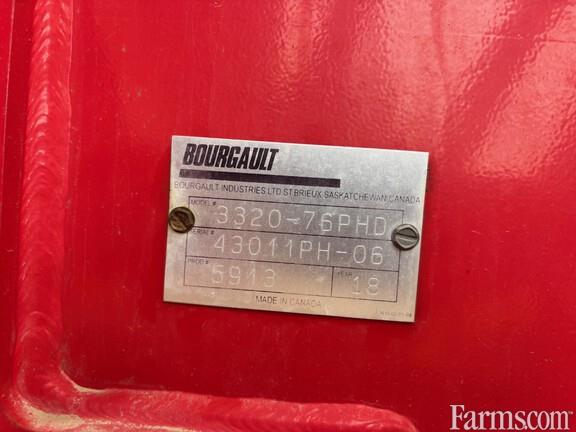 BOURGAULT
BOURGAULT INDUSTRIES LTD ST BRIEUX SASKATCHEWAN CANADA
MODEL# 3320-76PHD
SERIAL# 43011PH-06
PROD# 5913 YEAR 18
MADE IN CANADA
Farms.com